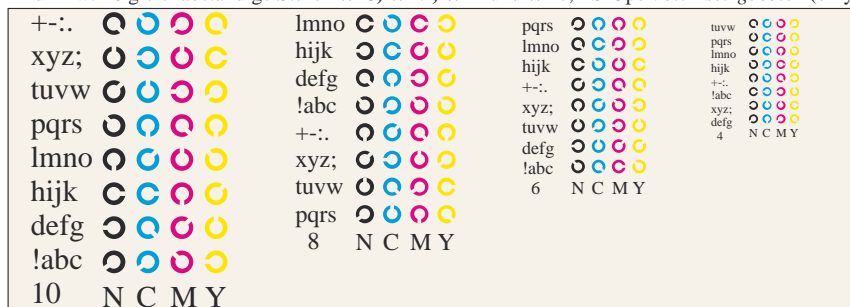 +-:.
xyz;
tuvw
pqrs
lmno
hijk
defg
!abc
10 N C M Y
lmno
hijk
defg
!abc
+-:.
xyz;
tuvw
pqrs
8 N C M Y
pqrs
lmno
hijk
+-:.
xyz;
tuvw
defg
!abc
6 N C M Y
tuvw
pqrs
lmno
hijk
+-:.
!abc
xyz;
defg
4 N C M Y